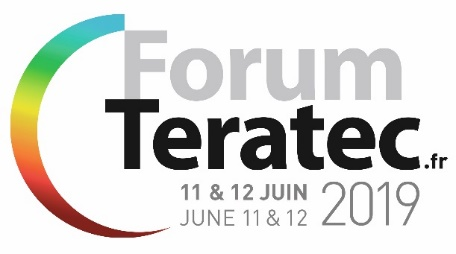 Forum
Teratec.fr
11 & 12 JUIN
JUNE 11 & 12
2019